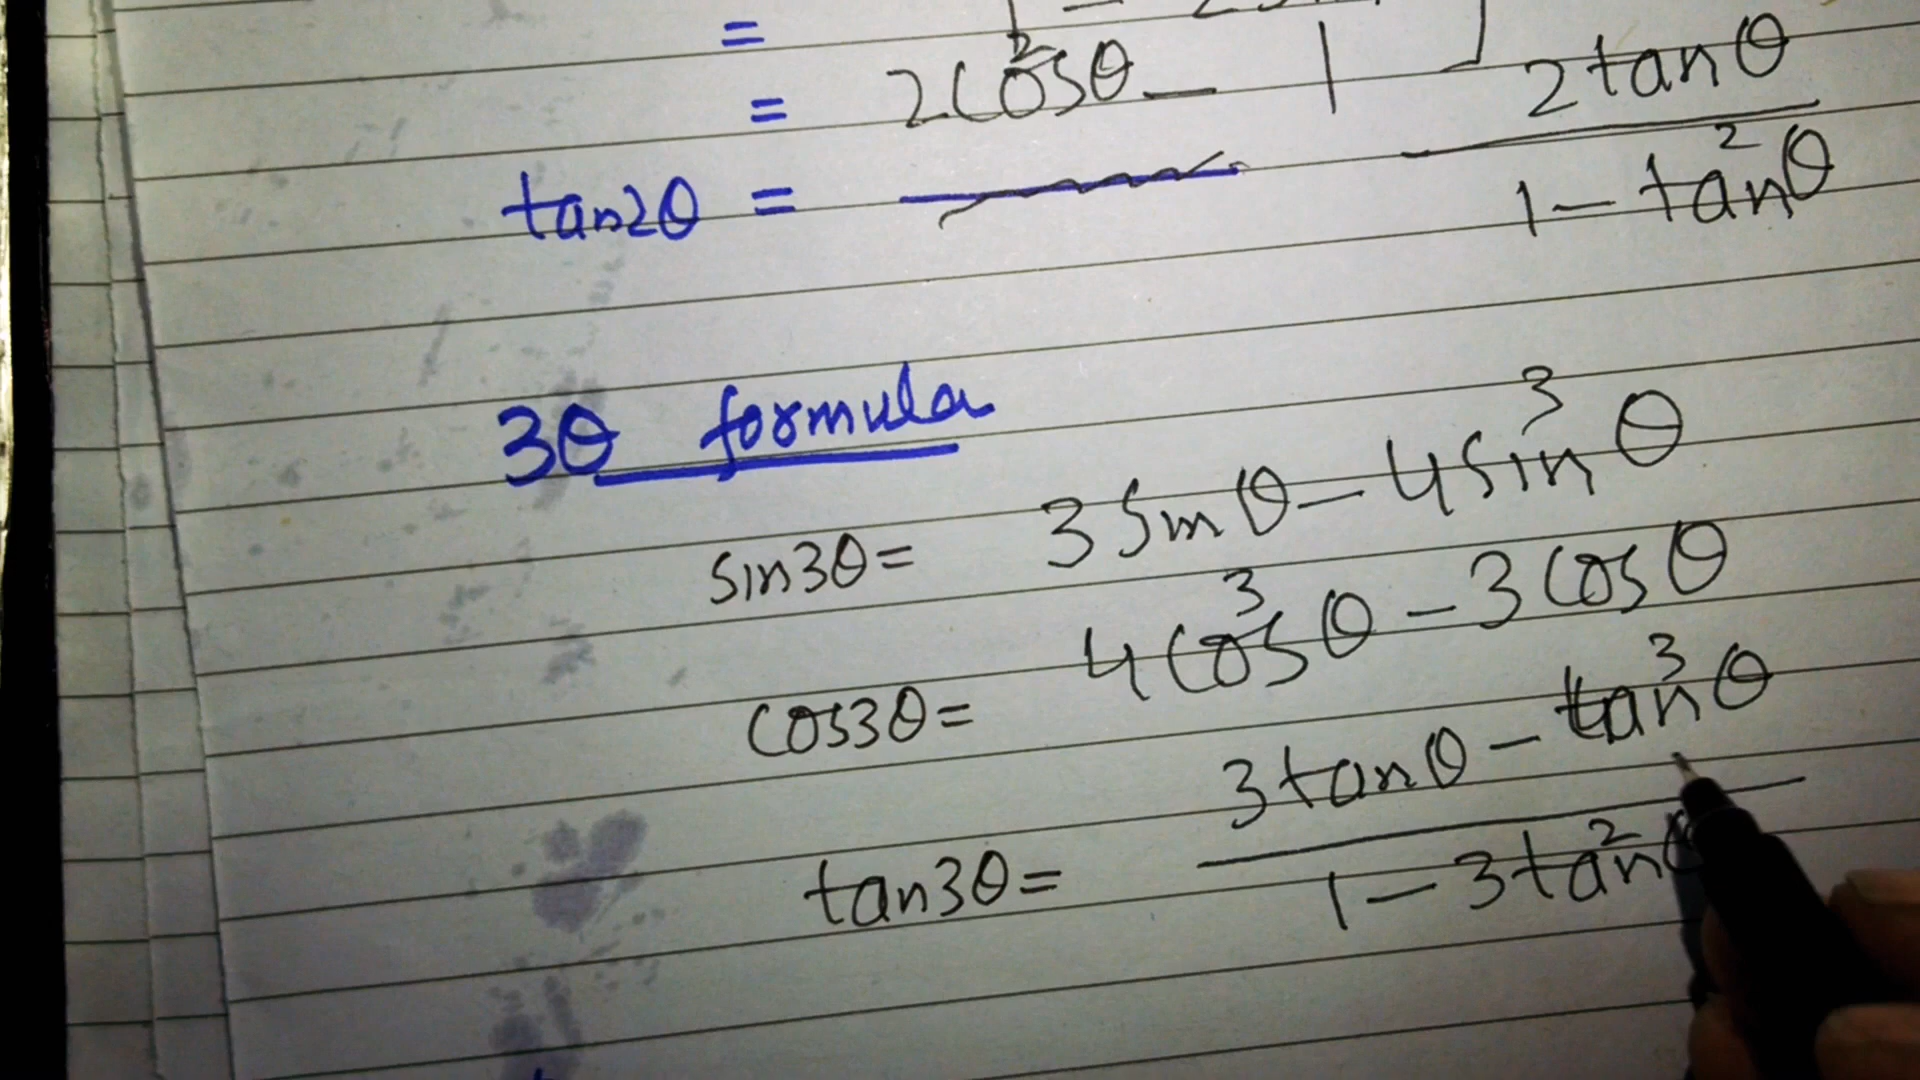 =
= 2cos²θ - 1
tan2θ = 2tanθ / 1 - tan²θ
3θ formula
sin3θ = 3sinθ - 4sin³θ
cos3θ = 4cos³θ - 3cosθ
tan3θ = 3tanθ - tan³θ / 1 - 3tan²θ